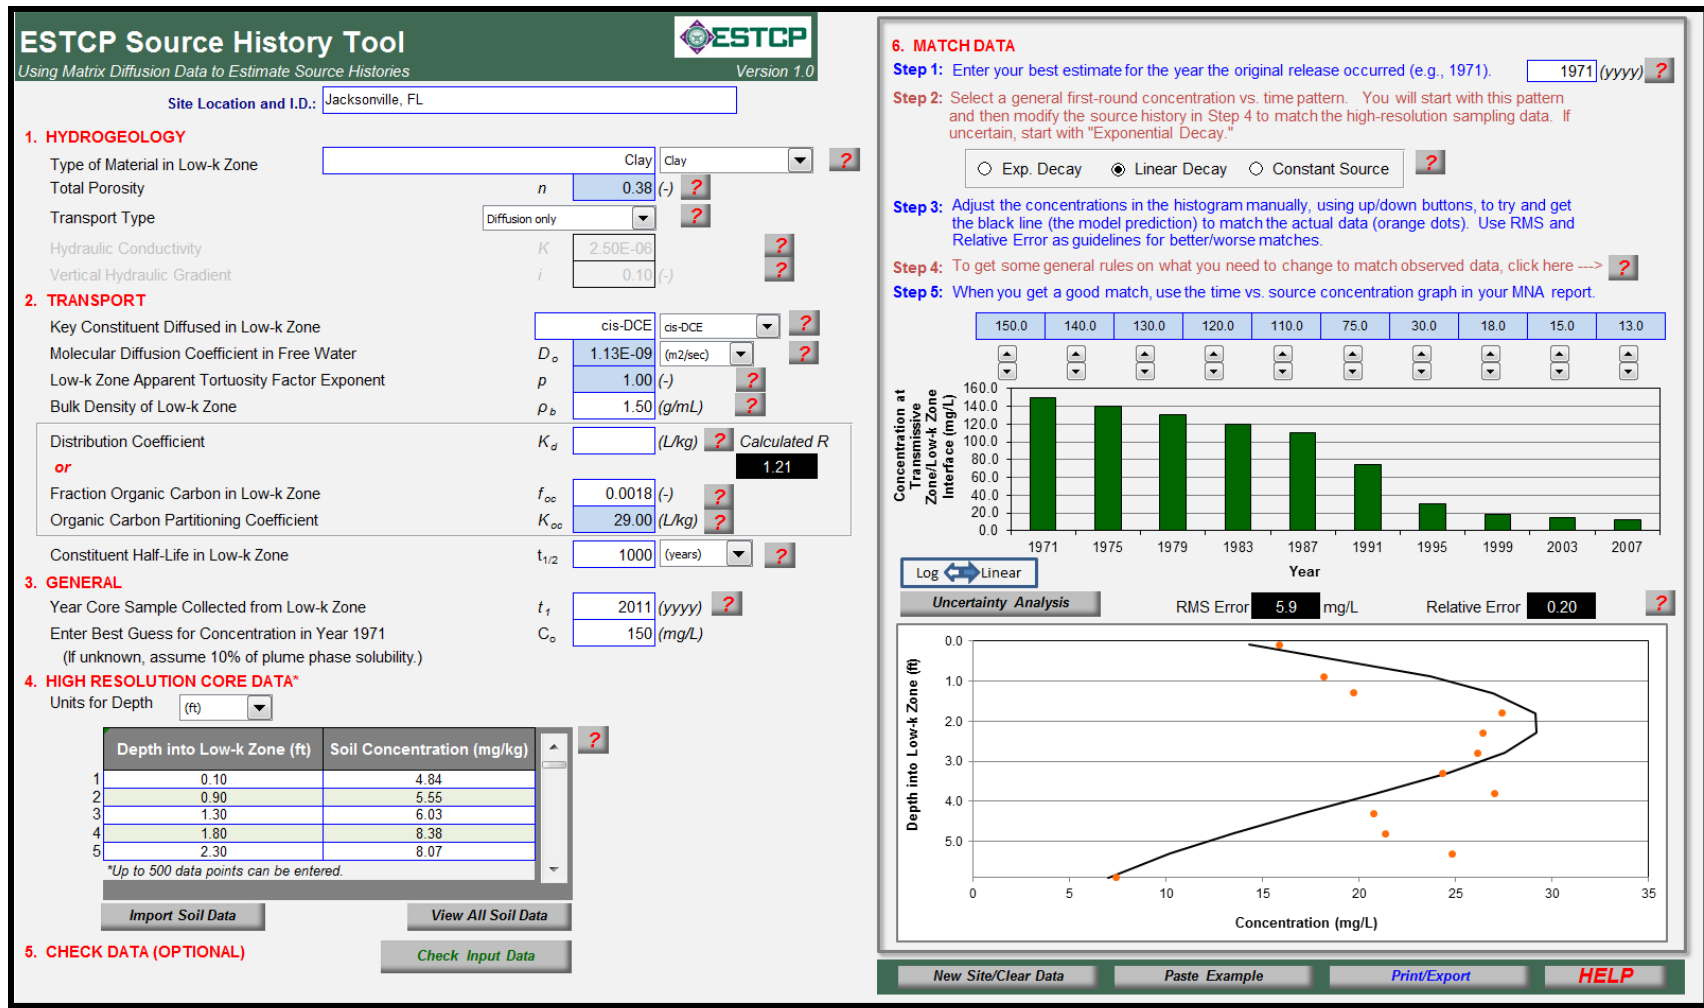 ESTCP Source History Tool
ESTCP
Using Matrix Diffusion Data to Estimate Source Histories
Version 1.0
Site Location and I.D.: Jacksonville, FL
1. HYDROGEOLOGY
Type of Material in Low-k Zone Clay Clay ?
Total Porosity n 0.38 (-) ?
Transport Type Diffusion only ?
Hydraulic Conductivity K 2.50E-06 ?
Vertical Hydraulic Gradient i 0.10 (-) ?
2. TRANSPORT
Key Constituent Diffused in Low-k Zone cis-DCE cis-DCE ?
Molecular Diffusion Coefficient in Free Water Do 1.13E-09 (m2/sec) ?
Low-k Zone Apparent Tortuosity Factor Exponent p 1.00 (-) ?
Bulk Density of Low-k Zone ρb 1.50 (g/mL) ?
Distribution Coefficient Kd (L/kg) ? Calculated R
or 1.21
Fraction Organic Carbon in Low-k Zone foc 0.0018 (-) ?
Organic Carbon Partitioning Coefficient Koc 29.00 (L/kg) ?
Constituent Half-Life in Low-k Zone t1/2 1000 (years) ?
3. GENERAL
Year Core Sample Collected from Low-k Zone t1 2011 (yyyy) ?
Enter Best Guess for Concentration in Year 1971 Co 150 (mg/L)
(If unknown, assume 10% of plume phase solubility.)
4. HIGH RESOLUTION CORE DATA*
Units for Depth (ft)
Depth into Low-k Zone (ft) Soil Concentration (mg/kg) ?
1 0.10 4.84
2 0.90 5.55
3 1.30 6.03
4 1.80 8.38
5 2.30 8.07
*Up to 500 data points can be entered.
Import Soil Data View All Soil Data
5. CHECK DATA (OPTIONAL) Check Input Data
6. MATCH DATA
Step 1: Enter your best estimate for the year the original release occurred (e.g., 1971). 1971 (yyyy) ?
Step 2: Select a general first-round concentration vs. time pattern. You will start with this pattern
and then modify the source history in Step 4 to match the high-resolution sampling data. If
uncertain, start with "Exponential Decay."
Exp. Decay Linear Decay Constant Source ?
Step 3: Adjust the concentrations in the histogram manually, using up/down buttons, to try and get
the black line (the model prediction) to match the actual data (orange dots). Use RMS and
Relative Error as guidelines for better/worse matches.
Step 4: To get some general rules on what you need to change to match observed data, click here ---> ?
Step 5: When you get a good match, use the time vs. source concentration graph in your MNA report.
150.0 140.0 130.0 120.0 110.0 75.0 30.0 18.0 15.0 13.0
Concentration at
Transmissive
Zone/Low-k Zone
Interface (mg/L)
160.0
140.0
120.0
100.0
80.0
60.0
40.0
20.0
0.0
1971 1975 1979 1983 1987 1991 1995 1999 2003 2007
Year
Log Linear
Uncertainty Analysis RMS Error 5.9 mg/L Relative Error 0.20 ?
Depth into Low-k Zone (ft)
0.0
1.0
2.0
3.0
4.0
5.0
0 5 10 15 20 25 30 35
Concentration (mg/L)
New Site/Clear Data Paste Example Print/Export HELP